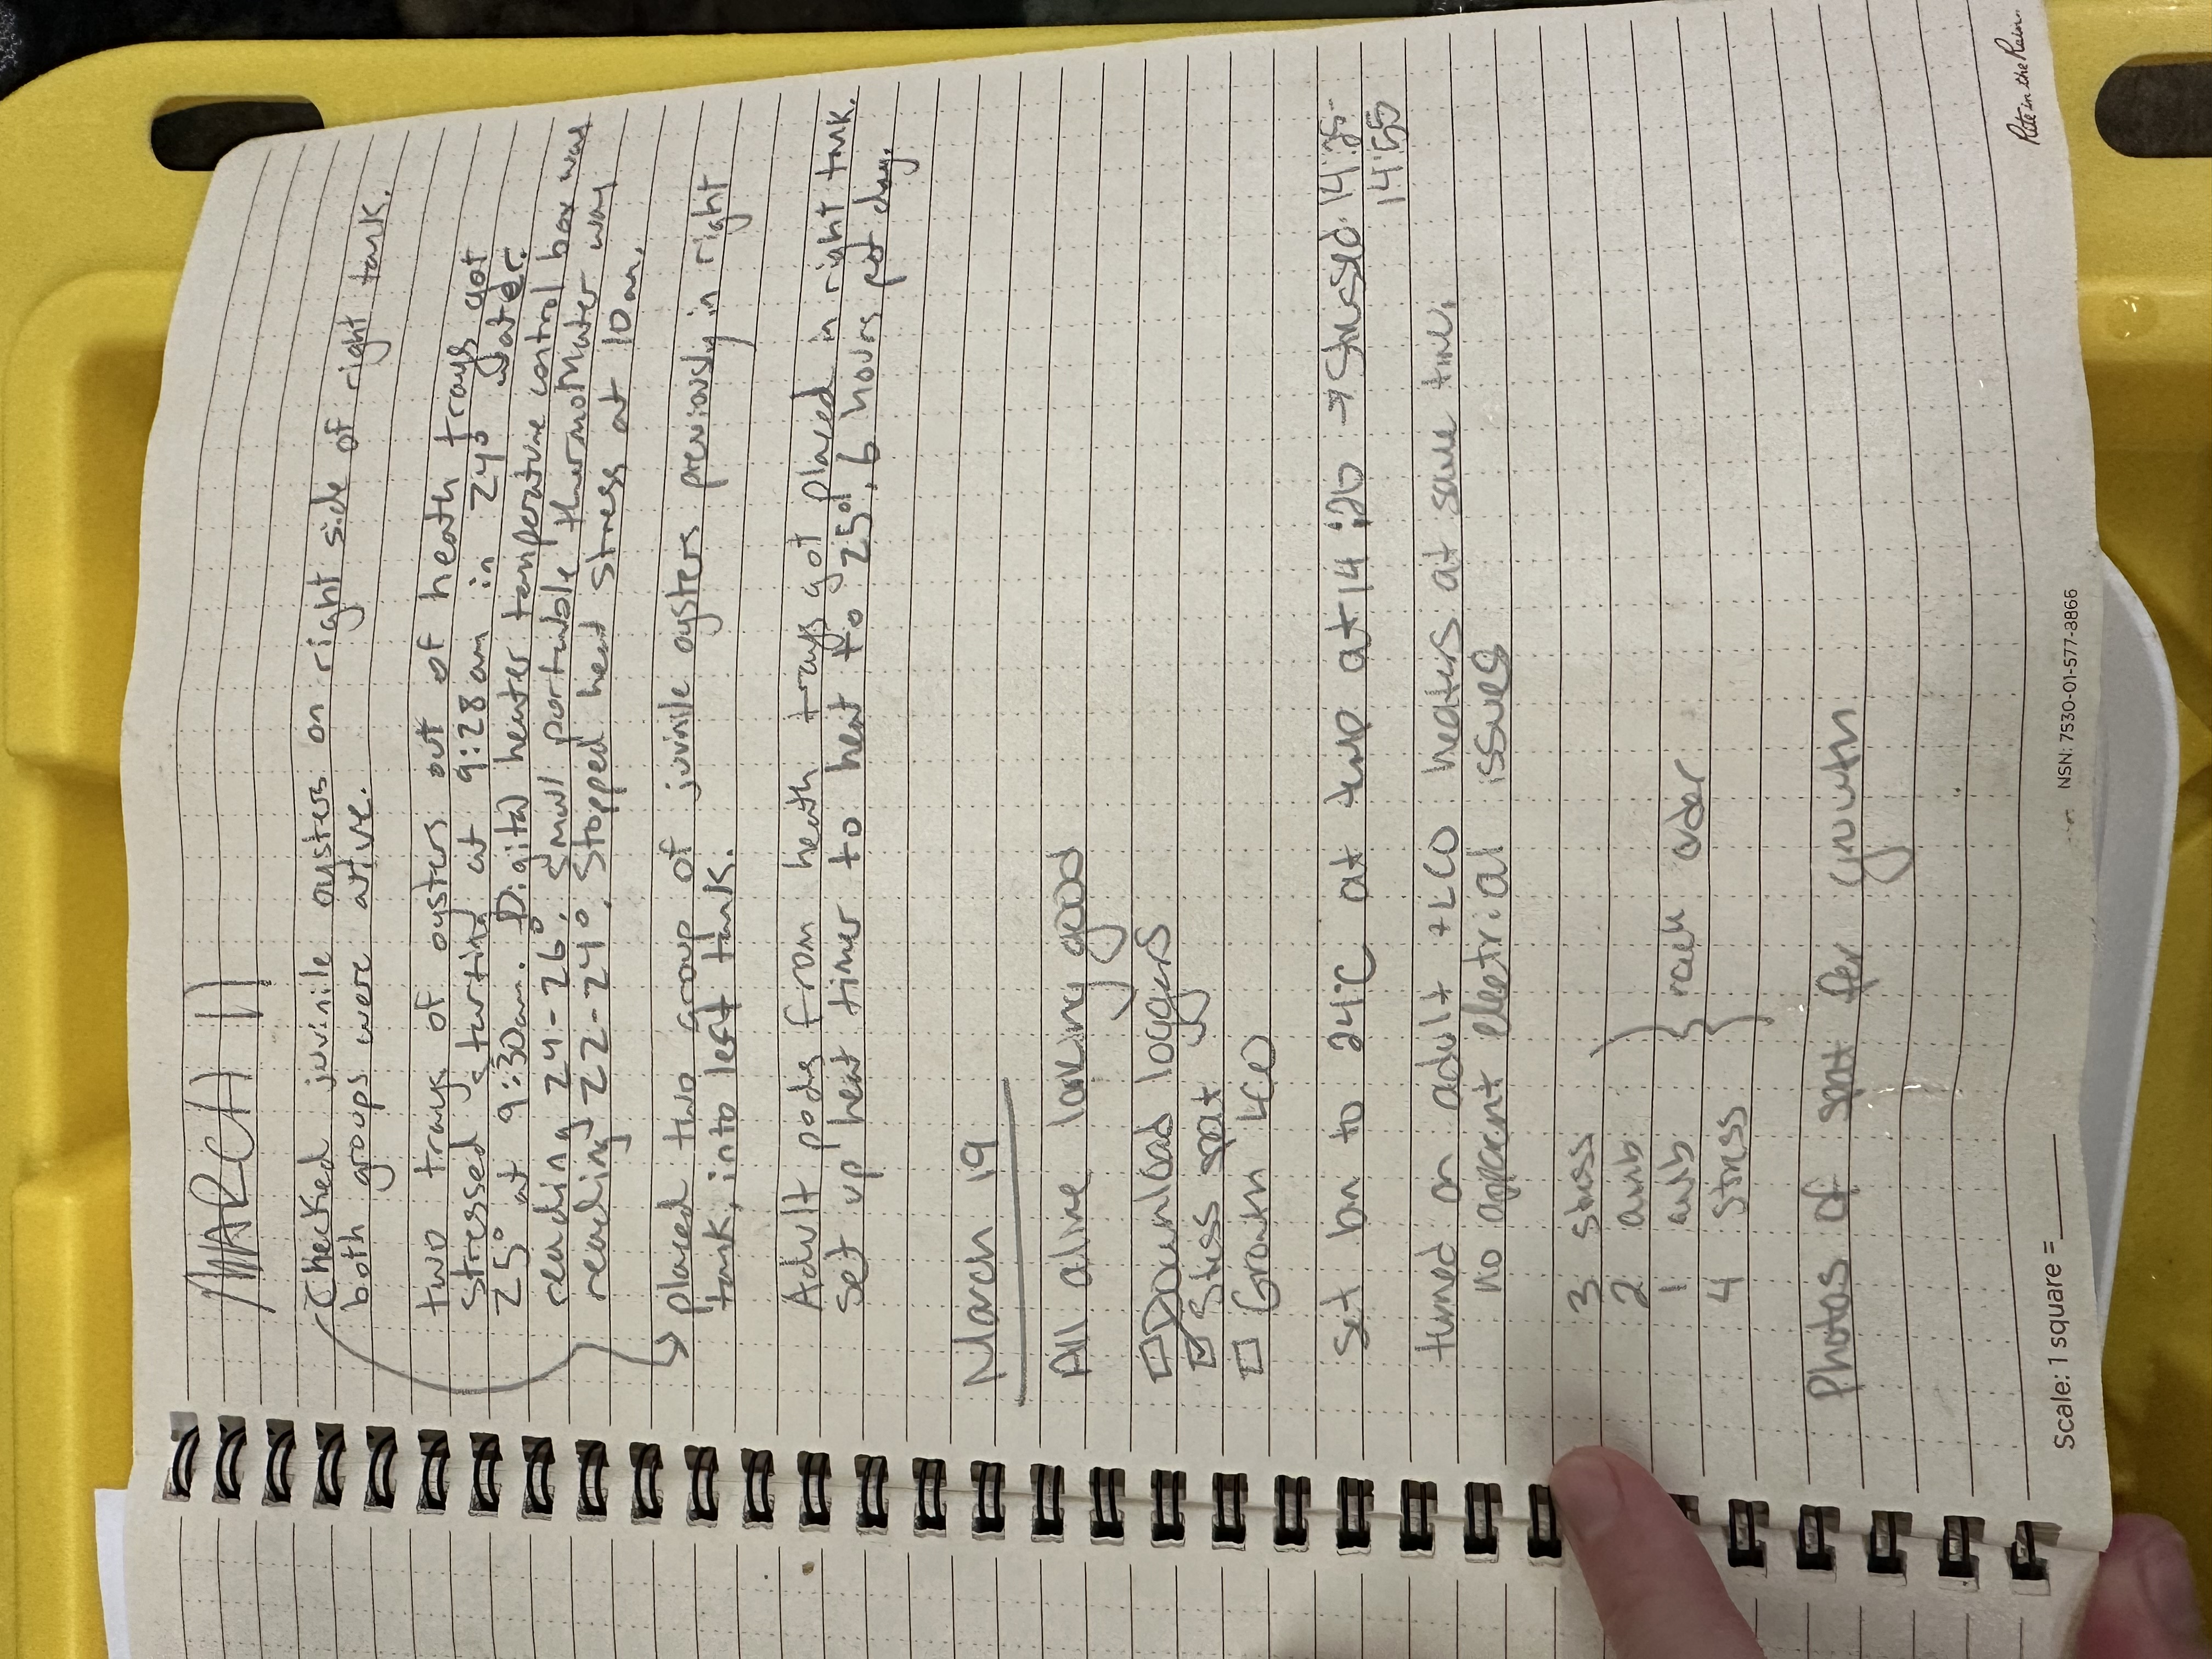 MARCH 11
Checked juvinile oysters on right side of right tank.
both groups were alive.
two trays of oysters out of heath trays got
stressed starting at 9:28am in 24° water.
25° at 9:30am. Digital heater temperature control box was
reading 24-26°. small portable thermoMater was
reading 22-24°. Stopped heat stress at 10am.
placed two group of juvinile oysters previously in right
tank, into left tank.
Adult pods from heath trays got placed in right tank.
set up heat timer to heat to 25°, 6 hours per day.
March 19
All alive looking good
Download loggers
Stress spat
Growth LCO
set bin to 24°C at temp at 14:20 → Stressed 14:25-
14:55
turned on adult + LCO heaters at same time.
no apparent eletrial issues
3 stress
2 amb
1 amb
4 stress
rack order
Photos of spat for growth
Scale: 1 square =
NSN: 7530-01-577-3866
Rite in the Rain